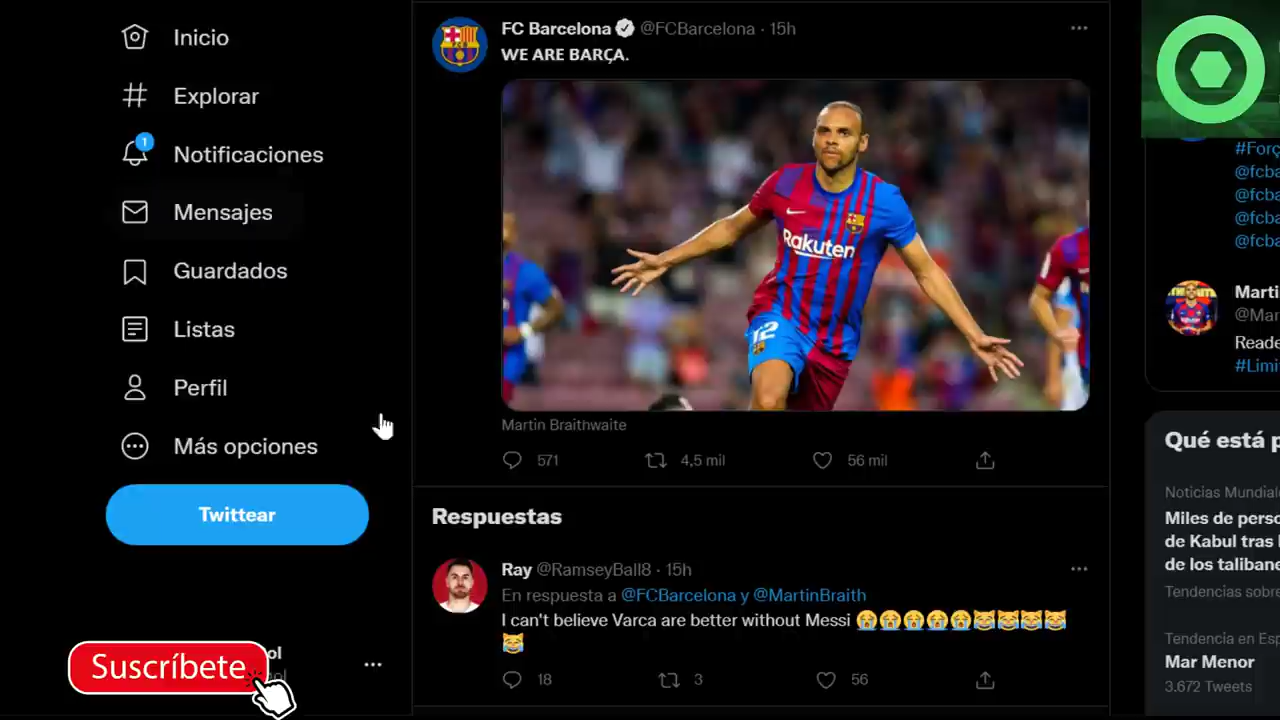 Inicio
Explorar
1
Notificaciones
Mensajes
Guardados
Listas
Perfil
Más opciones
Twittear
Suscríbete
FC Barcelona @FCBarcelona · 15h
WE ARE BARÇA.
Rakuten
12
Martin Braithwaite
571 4,5 mil 56 mil
Respuestas
Ray @RamseyBall8 · 15h
En respuesta a @FCBarcelona y @MartinBraith
I can't believe Varca are better without Messi 😭😭😭😭😭😹😹😹😹
😹
18 3 56
#Forç
@fcba
@fcba
@fcba
@fcba
Marti
@Mar
Reade
#Limi
Qué está p
Noticias Mundial
Miles de perso
de Kabul tras l
de los taliban
Tendencias sobre
Tendencia en Esp
Mar Menor
3.672 Tweets